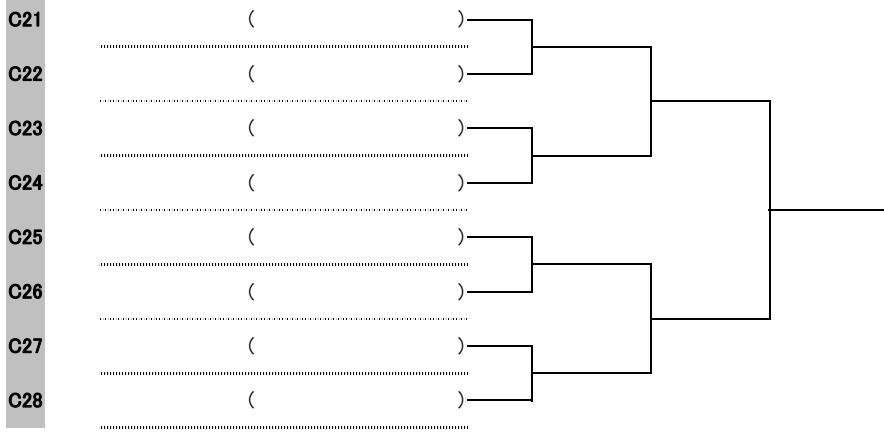 C21 ( )
C22 ( )
C23 ( )
C24 ( )
C25 ( )
C26 ( )
C27 ( )
C28 ( )